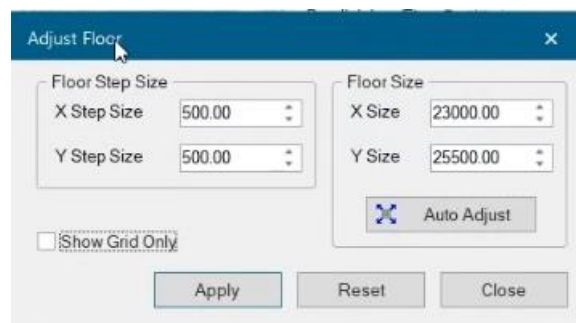 Adjust Floor
Floor Step Size
X Step Size 500.00
Y Step Size 500.00
Floor Size
X Size 23000.00
Y Size 25500.00
Auto Adjust
Show Grid Only
Apply Reset Close